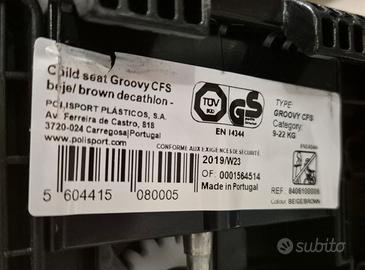 Child seat Groovy CFS
beje/ brown decathlon -
POLISPORT PLÁSTICOS, S.A.
Av. Ferreira de Castro, 818
3720-024 Carregosa|Portugal
www.polisport.com
TÜV
GS
EN 14344
TYPE:
GROOVY CFS
Category:
9-22 KG
CONFORME AUX EXIGENCES DE SÉCURITÉ
2019/W23
OF: 0001564514
Made in Portugal
5 604415 080005
REF: 8406100006
Colour: BEIGE/BROWN
subito